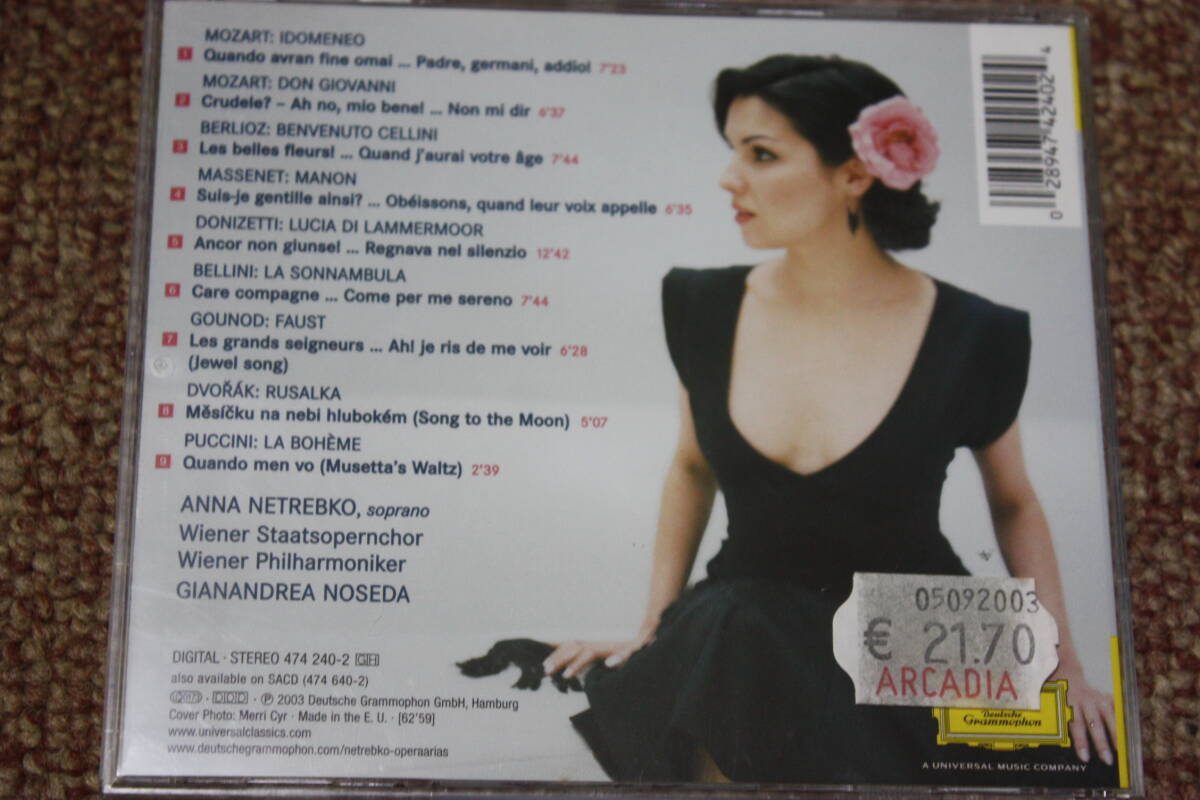 MOZART: IDOMENEO
1 Quando avran fine omai ... Padre, germani, addio! 7'23
MOZART: DON GIOVANNI
2 Crudele? – Ah no, mio bene! ... Non mi dir 6'37
BERLIOZ: BENVENUTO CELLINI
3 Les belles fleurs! ... Quand j'aurai votre âge 7'44
MASSENET: MANON
4 Suis-je gentille ainsi? ... Obéissons, quand leur voix appelle 6'35
DONIZETTI: LUCIA DI LAMMERMOOR
5 Ancor non giunse! ... Regnava nel silenzio 12'42
BELLINI: LA SONNAMBULA
6 Care compagne ... Come per me sereno 7'44
GOUNOD: FAUST
7 Les grands seigneurs ... Ah! je ris de me voir 6'28
(Jewel song)
DVOŘÁK: RUSALKA
8 Měsíčku na nebi hlubokém (Song to the Moon) 5'07
PUCCINI: LA BOHÈME
9 Quando men vo (Musetta's Waltz) 2'39
ANNA NETREBKO, soprano
Wiener Staatsopernchor
Wiener Philharmoniker
GIANANDREA NOSEDA
DIGITAL · STEREO 474 240-2 GH
also available on SACD (474 640-2)
· DDD · ℗ 2003 Deutsche Grammophon GmbH, Hamburg
Cover Photo: Merri Cyr · Made in the E. U. · [62'59]
www.universalclassics.com
www.deutschegrammophon.com/netrebko-operaarias
0 28947 42402 4
05092003
€ 21.70
ARCADIA
Deutsche
Grammophon
A UNIVERSAL MUSIC COMPANY